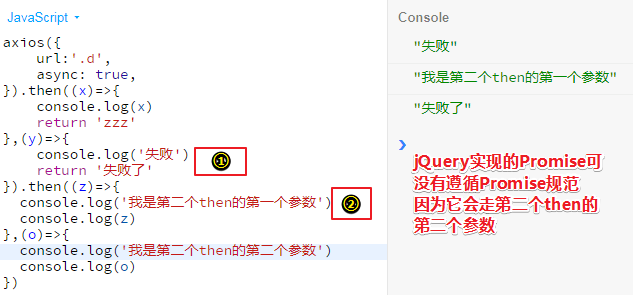 JavaScript
axios({
url:'.d',
async: true,
}).then((x)=>{
console.log(x)
return 'zzz'
},(y)=>{
console.log('失败')
①
return '失败了'
}).then((z)=>{
console.log('我是第二个then的第一个参数')
②
console.log(z)
},(o)=>{
console.log('我是第二个then的第二个参数')
console.log(o)
})
Console
"失败"
"我是第二个then的第一个参数"
"失败了"
jQuery实现的Promise可
没有遵循Promise规范
因为它会走第二个then的
第二个参数